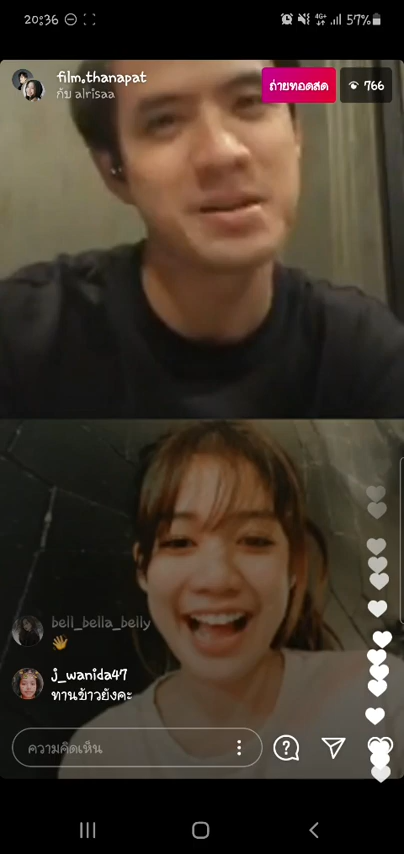 20:36
4G+
57%
film.thanapat
กับ alrisaa
ถ่ายทอดสด
766
bell_bella_belly
👋
j_wanida47
ทานข้าวยังคะ
ความคิดเห็น